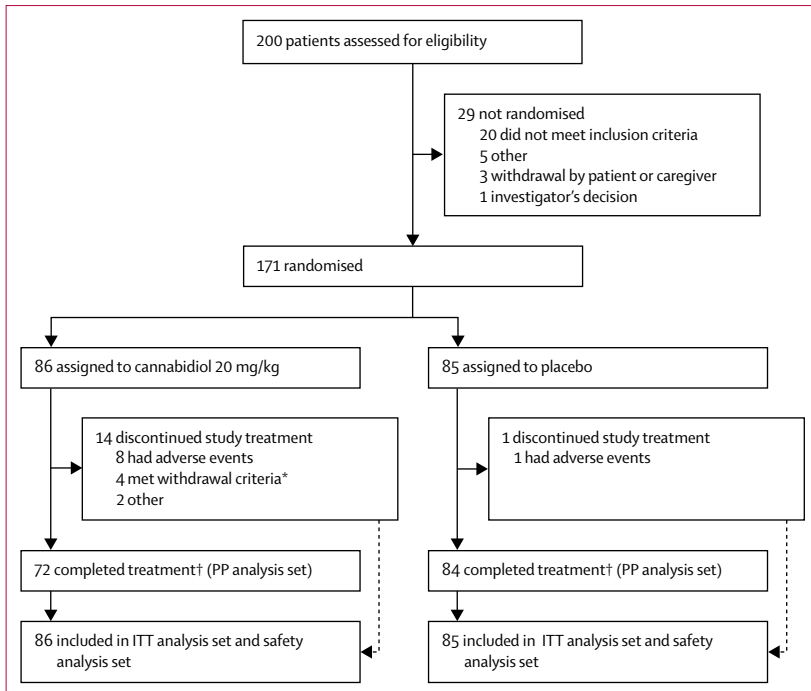 200 patients assessed for eligibility
29 not randomised
20 did not meet inclusion criteria
5 other
3 withdrawal by patient or caregiver
1 investigator's decision
171 randomised
86 assigned to cannabidiol 20 mg/kg
85 assigned to placebo
14 discontinued study treatment
8 had adverse events
4 met withdrawal criteria*
2 other
1 discontinued study treatment
1 had adverse events
72 completed treatment† (PP analysis set)
84 completed treatment† (PP analysis set)
86 included in ITT analysis set and safety
analysis set
85 included in ITT analysis set and safety
analysis set